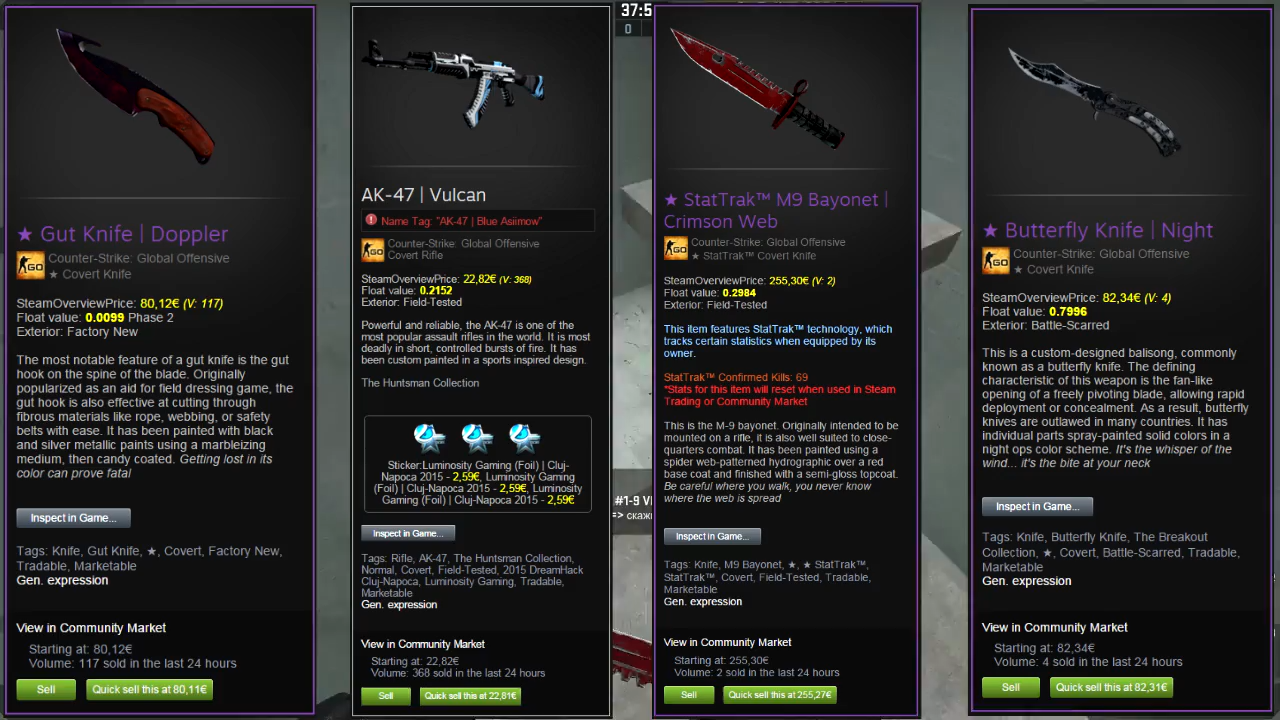 ★ Gut Knife | Doppler
GO
Counter-Strike: Global Offensive
★ Covert Knife
SteamOverviewPrice: 80,12€ (V: 117)
Float value: 0.0099 Phase 2
Exterior: Factory New
The most notable feature of a gut knife is the gut
hook on the spine of the blade. Originally
popularized as an aid for field dressing game, the
gut hook is also effective at cutting through
fibrous materials like rope, webbing, or safety
belts with ease. It has been painted with black
and silver metallic paints using a marbleizing
medium, then candy coated. Getting lost in its
color can prove fatal
Inspect in Game...
Tags: Knife, Gut Knife, ★, Covert, Factory New,
Tradable, Marketable
Gen. expression
View in Community Market
Starting at: 80,12€
Volume: 117 sold in the last 24 hours
Sell
Quick sell this at 80,11€
AK-47 | Vulcan
Name Tag: "AK-47 | Blue Asiimow"
GO
Counter-Strike: Global Offensive
Covert Rifle
SteamOverviewPrice: 22,82€ (V: 368)
Float value: 0.2152
Exterior: Field-Tested
Powerful and reliable, the AK-47 is one of the
most popular assault rifles in the world. It is most
deadly in short, controlled bursts of fire. It has
been custom painted in a sports inspired design.
The Huntsman Collection
Sticker:Luminosity Gaming (Foil) | Cluj-
Napoca 2015 - 2,59€, Luminosity Gaming
(Foil) | Cluj-Napoca 2015 - 2,59€, Luminosity
Gaming (Foil) | Cluj-Napoca 2015 - 2,59€
Inspect in Game...
Tags: Rifle, AK-47, The Huntsman Collection,
Normal, Covert, Field-Tested, 2015 DreamHack
Cluj-Napoca, Luminosity Gaming, Tradable,
Marketable
Gen. expression
View in Community Market
Starting at: 22,82€
Volume: 368 sold in the last 24 hours
Sell
Quick sell this at 22,81€
37:5
0
#1-9 V
=> скажи
★ StatTrak™ M9 Bayonet |
Crimson Web
GO
Counter-Strike: Global Offensive
★ StatTrak™ Covert Knife
SteamOverviewPrice: 255,30€ (V: 2)
Float value: 0.2984
Exterior: Field-Tested
This item features StatTrak™ technology, which
tracks certain statistics when equipped by its
owner.
StatTrak™ Confirmed Kills: 69
*Stats for this item will reset when used in Steam
Trading or Community Market
This is the M-9 bayonet. Originally intended to be
mounted on a rifle, it is also well suited to close-
quarters combat. It has been painted using a
spider web-patterned hydrographic over a red
base coat and finished with a semi-gloss topcoat.
Be careful where you walk, you never know
where the web is spread
Inspect in Game...
Tags: Knife, M9 Bayonet, ★, ★ StatTrak™,
StatTrak™, Covert, Field-Tested, Tradable,
Marketable
Gen. expression
View in Community Market
Starting at: 255,30€
Volume: 2 sold in the last 24 hours
Sell
Quick sell this at 255,27€
★ Butterfly Knife | Night
GO
Counter-Strike: Global Offensive
★ Covert Knife
SteamOverviewPrice: 82,34€ (V: 4)
Float value: 0.7996
Exterior: Battle-Scarred
This is a custom-designed balisong, commonly
known as a butterfly knife. The defining
characteristic of this weapon is the fan-like
opening of a freely pivoting blade, allowing rapid
deployment or concealment. As a result, butterfly
knives are outlawed in many countries. It has
individual parts spray-painted solid colors in a
night ops color scheme. It's the whisper of the
wind... it's the bite at your neck
Inspect in Game...
Tags: Knife, Butterfly Knife, The Breakout
Collection, ★, Covert, Battle-Scarred, Tradable,
Marketable
Gen. expression
View in Community Market
Starting at: 82,34€
Volume: 4 sold in the last 24 hours
Sell
Quick sell this at 82,31€